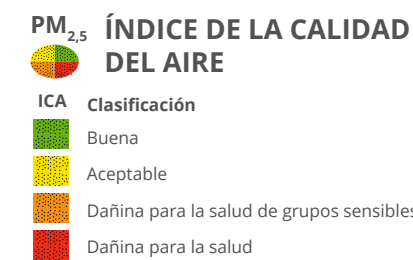 PM2,5 ÍNDICE DE LA CALIDAD
DEL AIRE
ICA Clasificación
Buena
Aceptable
Dañina para la salud de grupos sensibles
Dañina para la salud